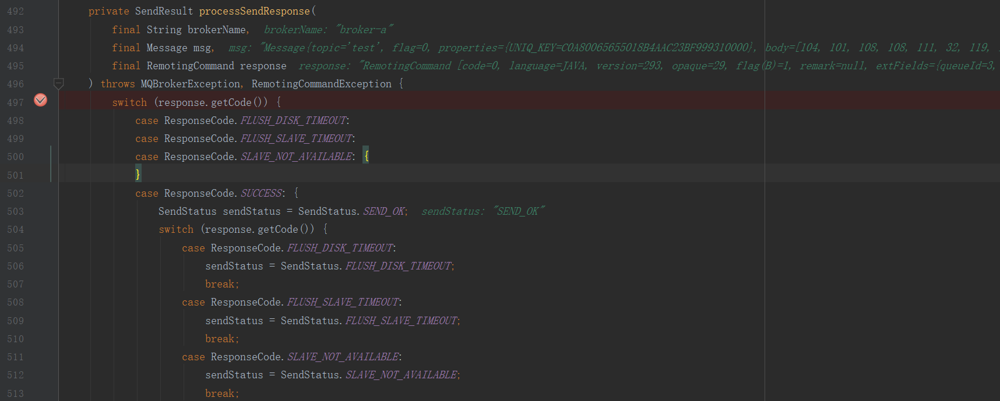 492 private SendResult processSendResponse(
493 final String brokerName, brokerName: "broker-a"
494 final Message msg, msg: "Message{topic='test', flag=0, properties={UNIQ_KEY=C0A80065655018B4AAC23BF999310000}, body=[104, 101, 108, 108, 111, 32, 119,
495 final RemotingCommand response response: "RemotingCommand [code=0, language=JAVA, version=293, opaque=29, flag(B)=1, remark=null, extFields={queueId=3,
496 ) throws MQBrokerException, RemotingCommandException {
497 switch (response.getCode()) {
498 case ResponseCode.FLUSH_DISK_TIMEOUT:
499 case ResponseCode.FLUSH_SLAVE_TIMEOUT:
500 case ResponseCode.SLAVE_NOT_AVAILABLE: {
501 }
502 case ResponseCode.SUCCESS: {
503 SendStatus sendStatus = SendStatus.SEND_OK; sendStatus: "SEND_OK"
504 switch (response.getCode()) {
505 case ResponseCode.FLUSH_DISK_TIMEOUT:
506 sendStatus = SendStatus.FLUSH_DISK_TIMEOUT;
507 break;
508 case ResponseCode.FLUSH_SLAVE_TIMEOUT:
509 sendStatus = SendStatus.FLUSH_SLAVE_TIMEOUT;
510 break;
511 case ResponseCode.SLAVE_NOT_AVAILABLE:
512 sendStatus = SendStatus.SLAVE_NOT_AVAILABLE;
513 break;